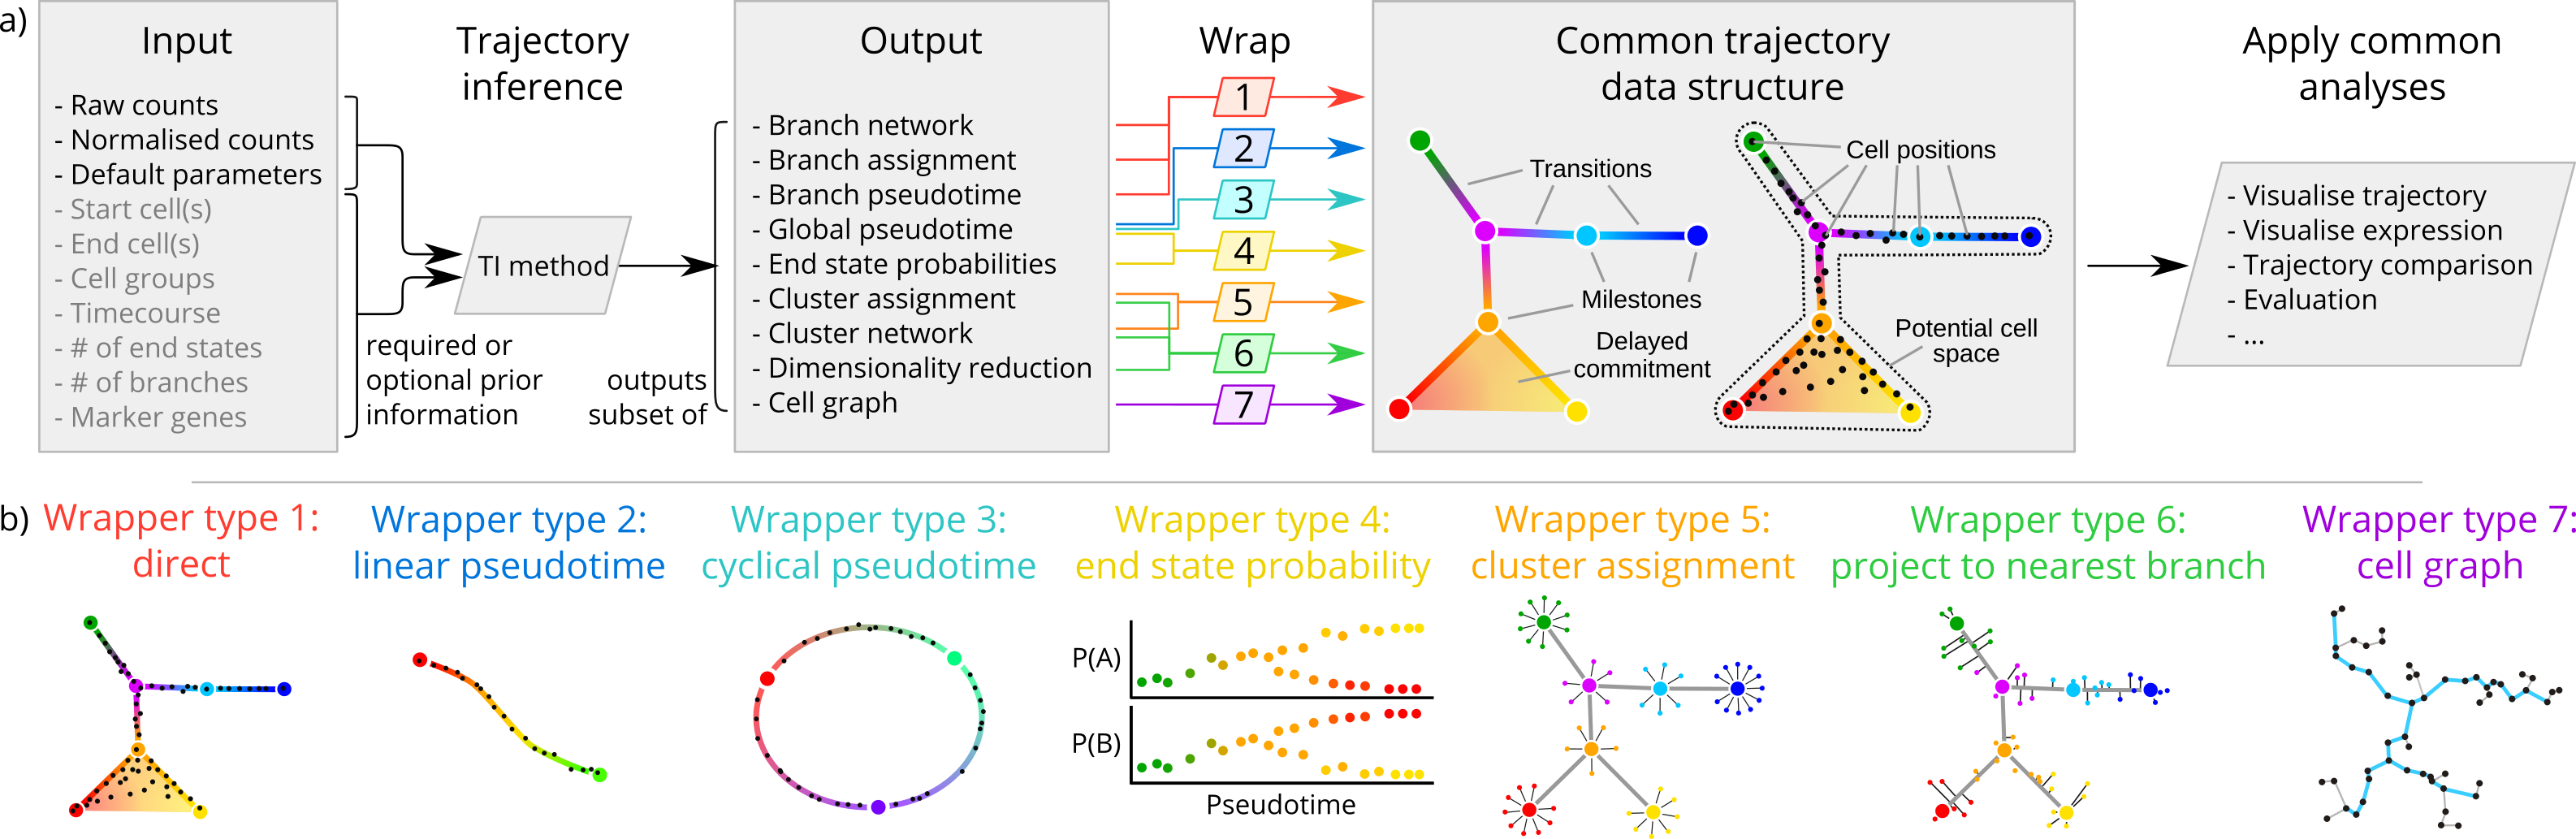 a)
Input
- Raw counts
- Normalised counts
- Default parameters
- Start cell(s)
- End cell(s)
- Cell groups
- Timecourse
- # of end states
- # of branches
- Marker genes
Trajectory
inference
required or
optional prior
information
TI method
outputs
subset of
Output
- Branch network
- Branch assignment
- Branch pseudotime
- Global pseudotime
- End state probabilities
- Cluster assignment
- Cluster network
- Dimensionality reduction
- Cell graph
Wrap
1
2
3
4
5
6
7
Common trajectory
data structure
Transitions
Milestones
Delayed
commitment
Cell positions
Potential cell
space
Apply common
analyses
- Visualise trajectory
- Visualise expression
- Trajectory comparison
- Evaluation
- ...
b)
Wrapper type 1:
direct
Wrapper type 2:
linear pseudotime
Wrapper type 3:
cyclical pseudotime
Wrapper type 4:
end state probability
P(A)
P(B)
Pseudotime
Wrapper type 5:
cluster assignment
Wrapper type 6:
project to nearest branch
Wrapper type 7:
cell graph